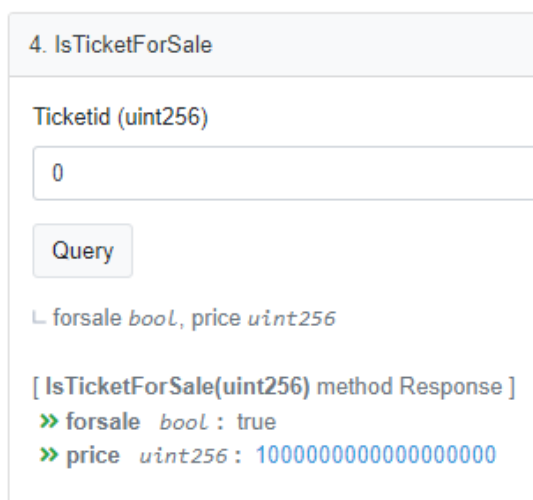 4. IsTicketForSale
Ticketid (uint256)
0
Query
forsale bool, price uint256
[ IsTicketForSale(uint256) method Response ]
>> forsale bool : true
>> price uint256 : 1000000000000000000